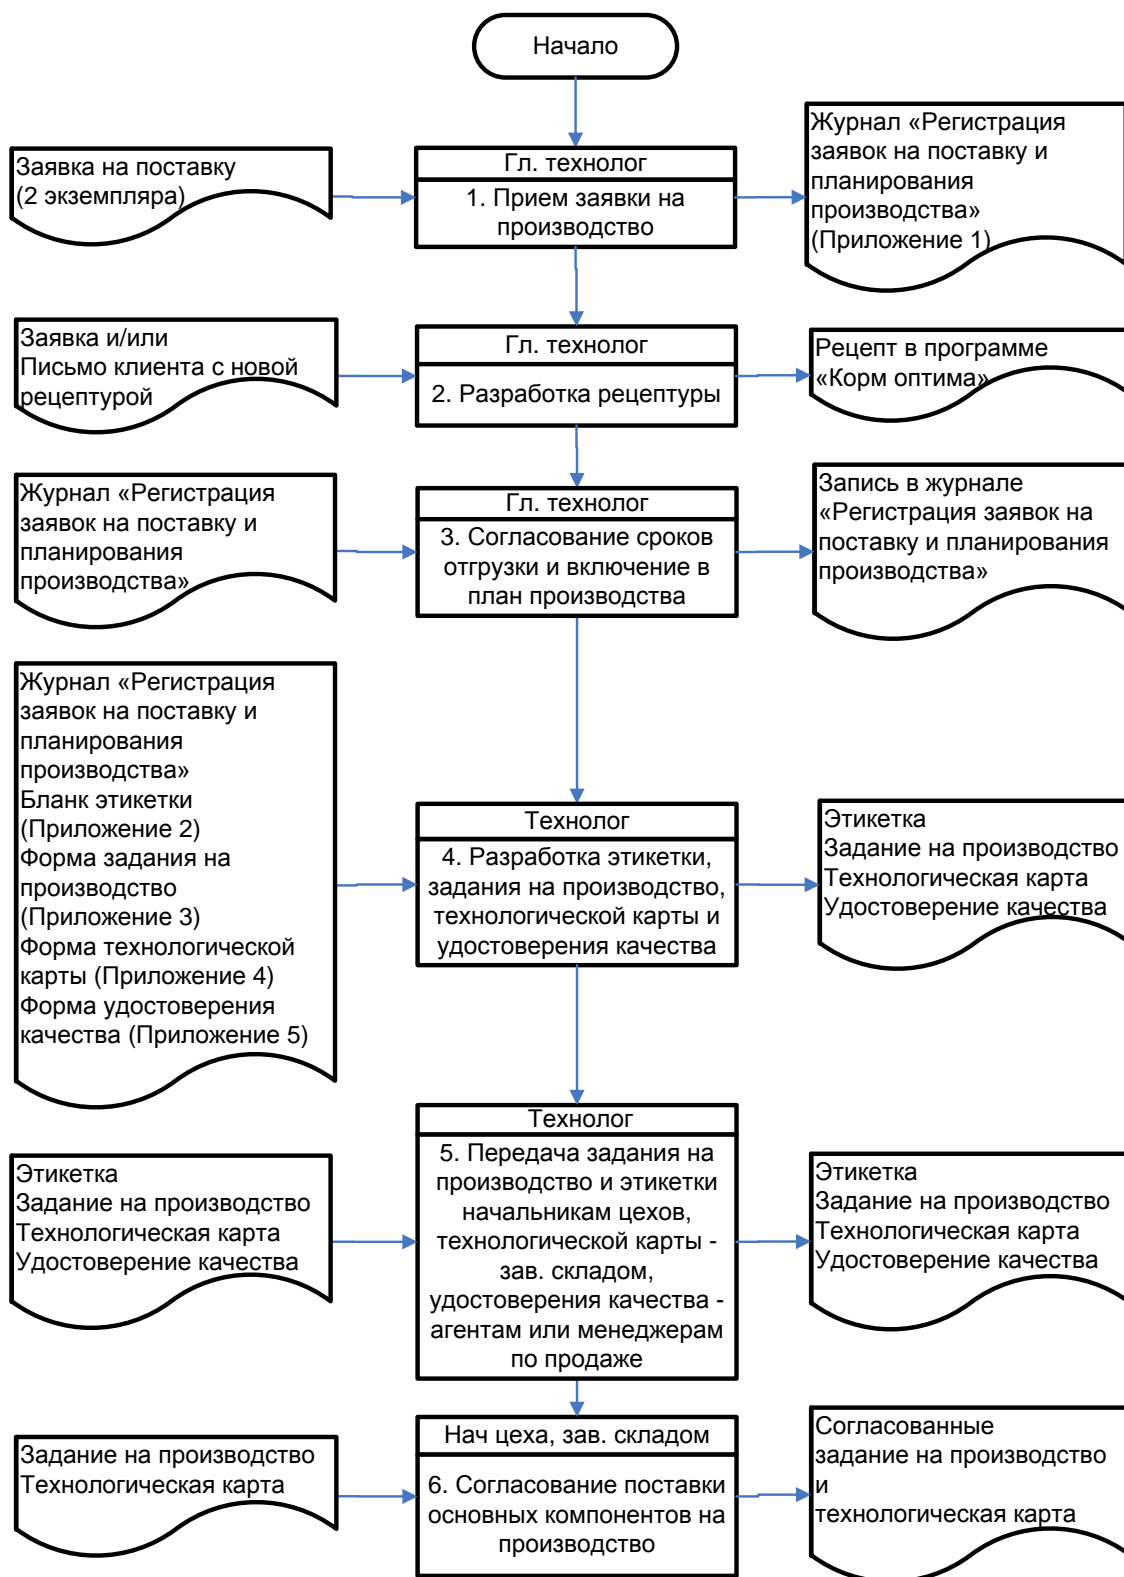 Начало
Заявка на поставку
(2 экземпляра)
Гл. технолог
1. Прием заявки на
производство
Журнал «Регистрация
заявок на поставку и
планирования
производства»
(Приложение 1)
Заявка и/или
Письмо клиента с новой
рецептурой
Гл. технолог
2. Разработка рецептуры
Рецепт в программе
«Корм оптима»
Журнал «Регистрация
заявок на поставку и
планирования
производства»
Гл. технолог
3. Согласование сроков
отгрузки и включение в
план производства
Запись в журнале
«Регистрация заявок на
поставку и планирования
производства»
Журнал «Регистрация
заявок на поставку и
планирования
производства»
Бланк этикетки
(Приложение 2)
Форма задания на
производство
(Приложение 3)
Форма технологической
карты (Приложение 4)
Форма удостоверения
качества (Приложение 5)
Технолог
4. Разработка этикетки,
задания на производство,
технологической карты и
удостоверения качества
Этикетка
Задание на производство
Технологическая карта
Удостоверение качества
Этикетка
Задание на производство
Технологическая карта
Удостоверение качества
Технолог
5. Передача задания на
производство и этикетки
начальникам цехов,
технологической карты -
зав. складом,
удостоверения качества -
агентам или менеджерам
по продаже
Этикетка
Задание на производство
Технологическая карта
Удостоверение качества
Задание на производство
Технологическая карта
Нач цеха, зав. складом
6. Согласование поставки
основных компонентов на
производство
Согласованные
задание на производство
и
технологическая карта